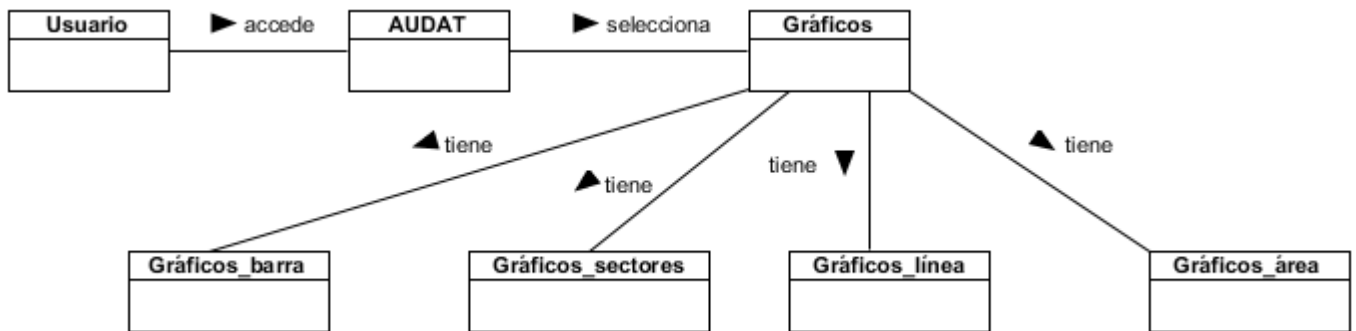 Usuario
accede
AUDAT
selecciona
Gráficos
tiene
tiene
tiene
tiene
Gráficos_barra
Gráficos_sectores
Gráficos_línea
Gráficos_área